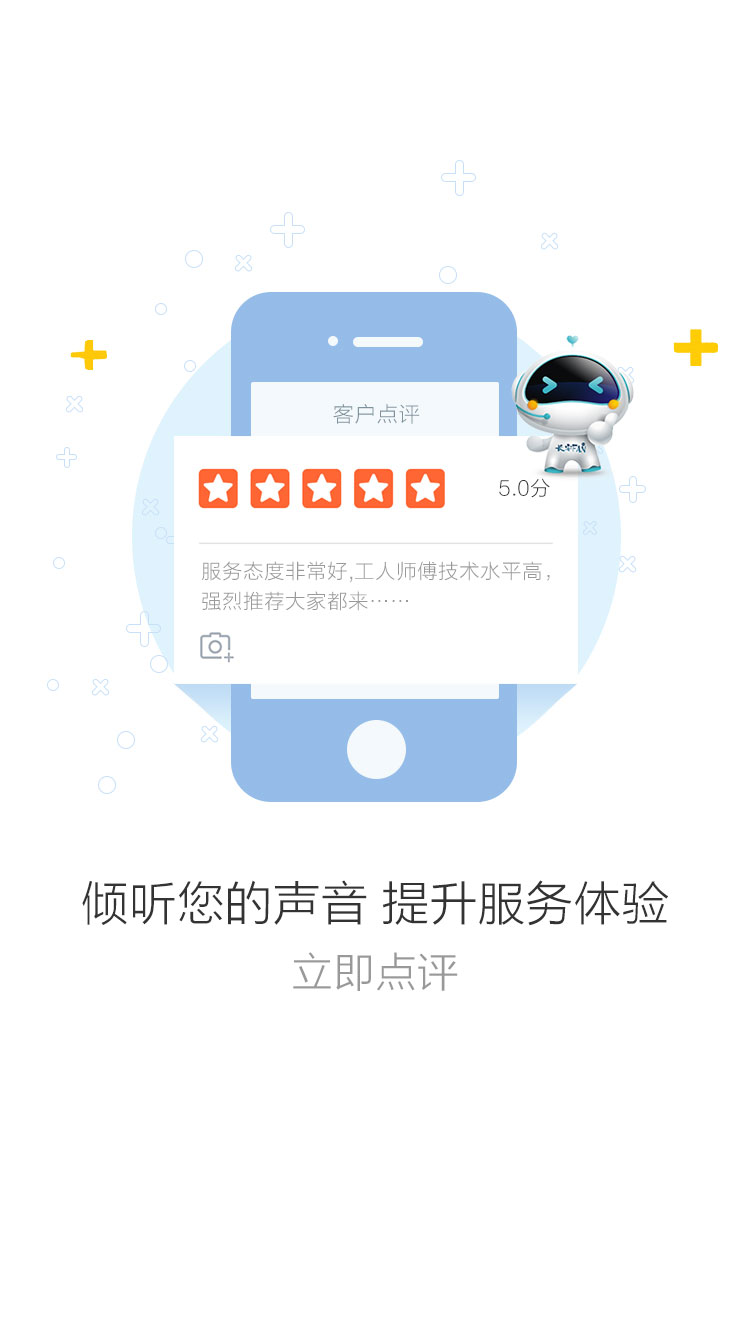 客户点评
5.0分
服务态度非常好,工人师傅技术水平高，
强烈推荐大家都来……
倾听您的声音 提升服务体验
立即点评